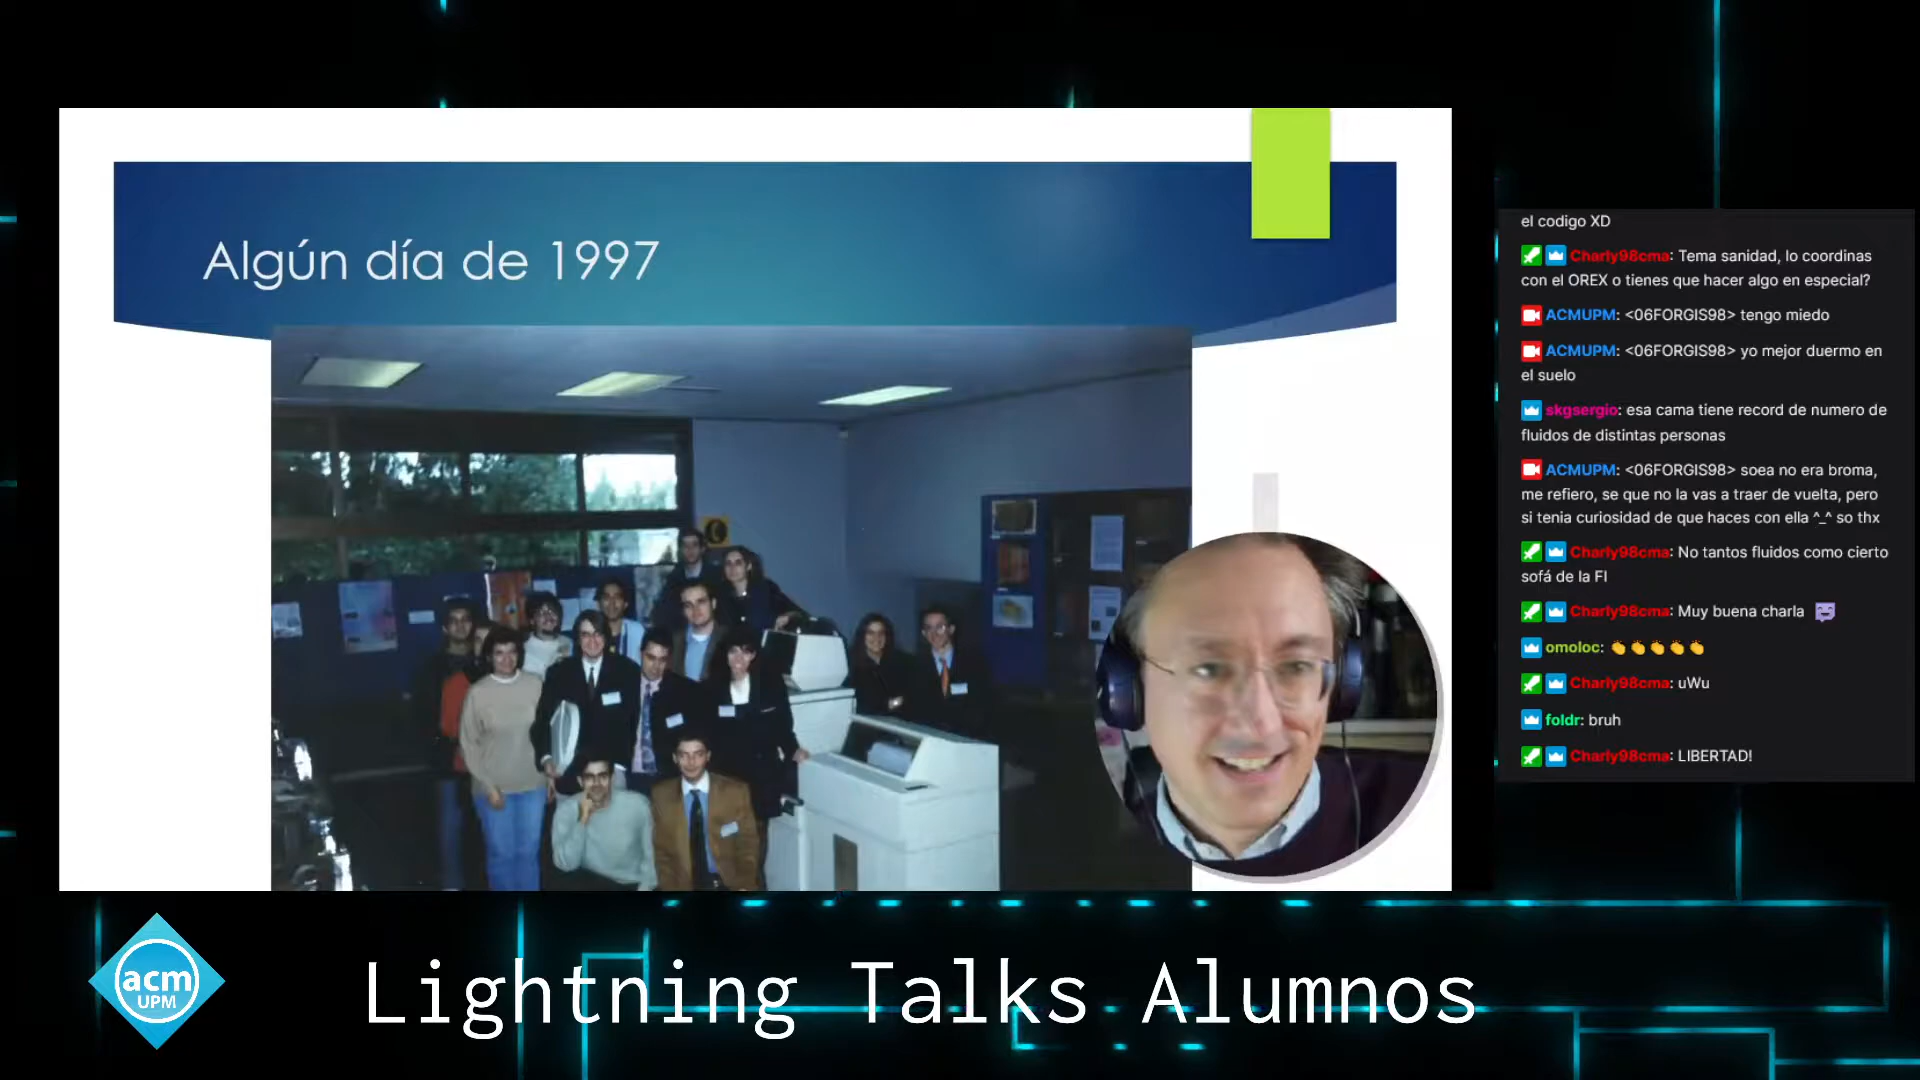 Algún día de 1997
el codigo XD
Charly98cma: Tema sanidad, lo coordinas
con el OREX o tienes que hacer algo en especial?
ACMUPM: <06FORGIS98> tengo miedo
ACMUPM: <06FORGIS98> yo mejor duermo en
el suelo
skgsergio: esa cama tiene record de numero de
fluidos de distintas personas
ACMUPM: <06FORGIS98> soea no era broma,
me refiero, se que no la vas a traer de vuelta, pero
si tenia curiosidad de que haces con ella ^_^ so thx
Charly98cma: No tantos fluidos como cierto
sofá de la FI
Charly98cma: Muy buena charla
omoloc: 👏👏👏👏👏
Charly98cma: uWu
foldr: bruh
Charly98cma: LIBERTAD!
acm
UPM
Lightning Talks Alumnos